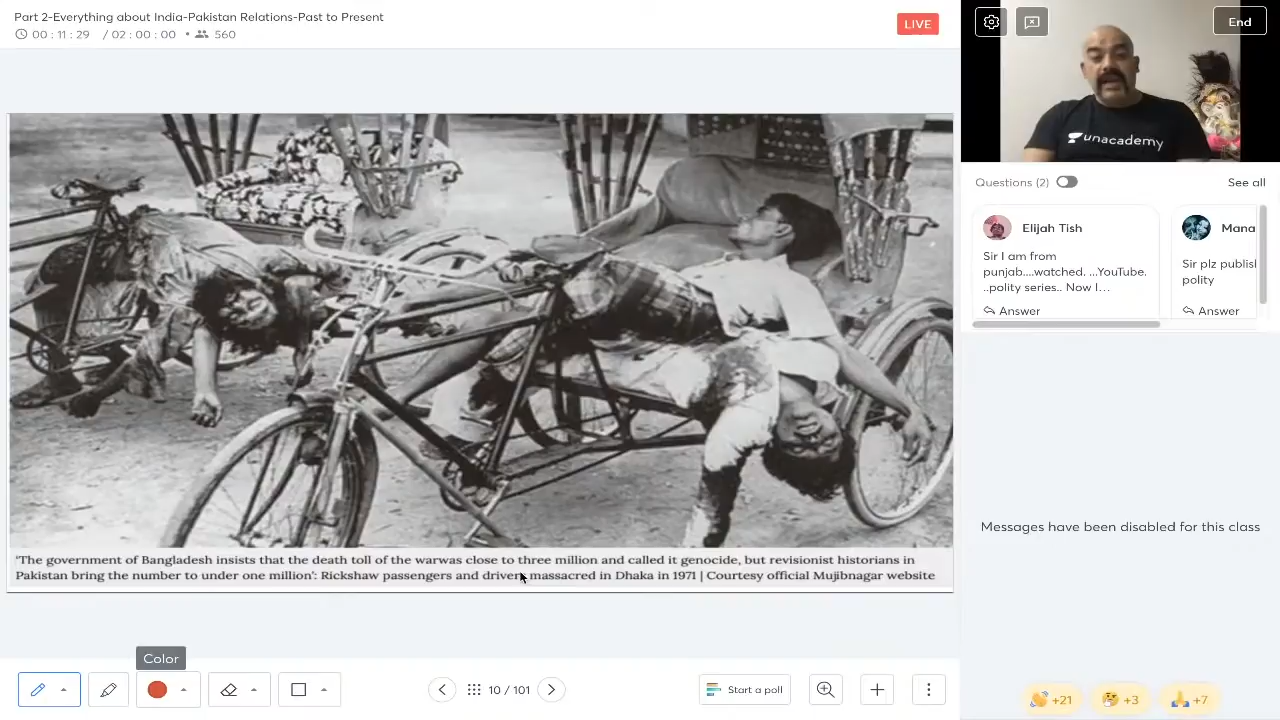 Part 2-Everything about India-Pakistan Relations-Past to Present
00 : 11 : 29 / 02 : 00 : 00 •
LIVE
End
unacademy
Questions (2)
See all
Elijah Tish
Sir I am from
punjab....watched. ...YouTube.
..polity series.. Now I...
Answer
Mana
Sir plz publisl
polity
Answer
'The government of Bangladesh insists that the death toll of the warwas close to three million and called it genocide, but revisionist historians in
Pakistan bring the number to under one million': Rickshaw passengers and driven massacred in Dhaka in 1971 | Courtesy official Mujibnagar website
Messages have been disabled for this class
Color
10 / 101
Start a poll
+21
+3
+7